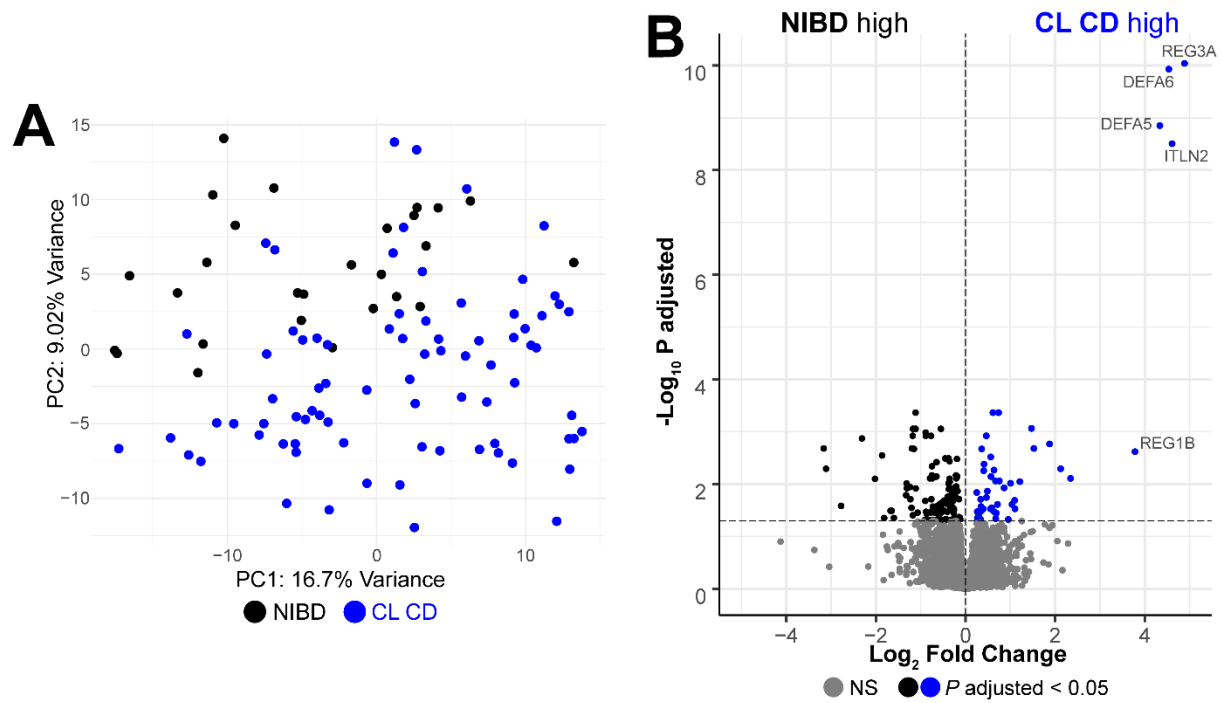 A
15
10
5
0
−5
−10
PC2: 9.02% Variance
−10
0
10
PC1: 16.7% Variance
NIBD
CL CD
B
NIBD high
CL CD high
REG3A
DEFA6
DEFA5
ITLN2
REG1B
10
8
6
4
2
0
-Log10 P adjusted
−4
−2
0
2
4
Log2 Fold Change
NS
P adjusted < 0.05